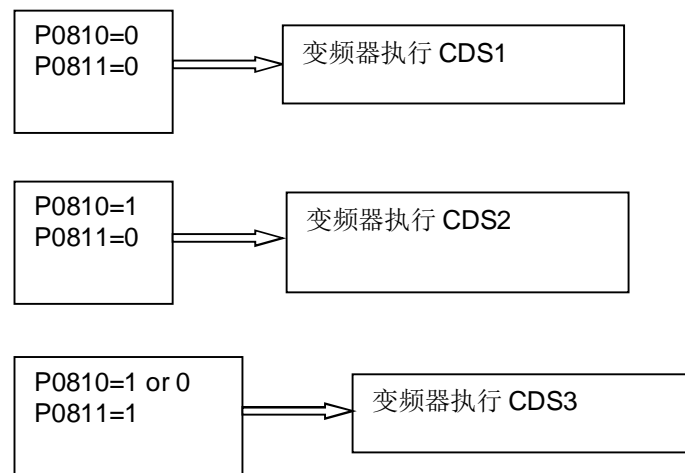 P0810=0
P0811=0
变频器执行 CDS1
P0810=1
P0811=0
变频器执行 CDS2
P0810=1 or 0
P0811=1
变频器执行 CDS3